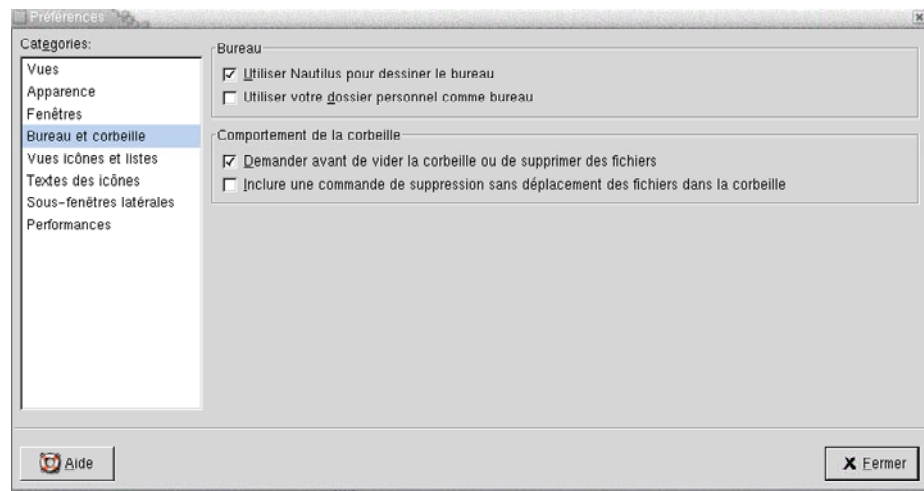 Préférences
Catégories:
Vues
Apparence
Fenêtres
Bureau et corbeille
Vues icônes et listes
Textes des icônes
Sous-fenêtres latérales
Performances
Bureau
Utiliser Nautilus pour dessiner le bureau
Utiliser votre dossier personnel comme bureau
Comportement de la corbeille
Demander avant de vider la corbeille ou de supprimer des fichiers
Inclure une commande de suppression sans déplacement des fichiers dans la corbeille
Aide
Fermer